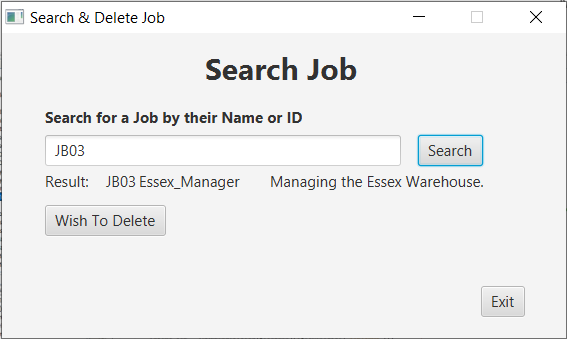 Search & Delete Job
Search Job
Search for a Job by their Name or ID
JB03 Search
Result: JB03 Essex_Manager Managing the Essex Warehouse.
Wish To Delete
Exit